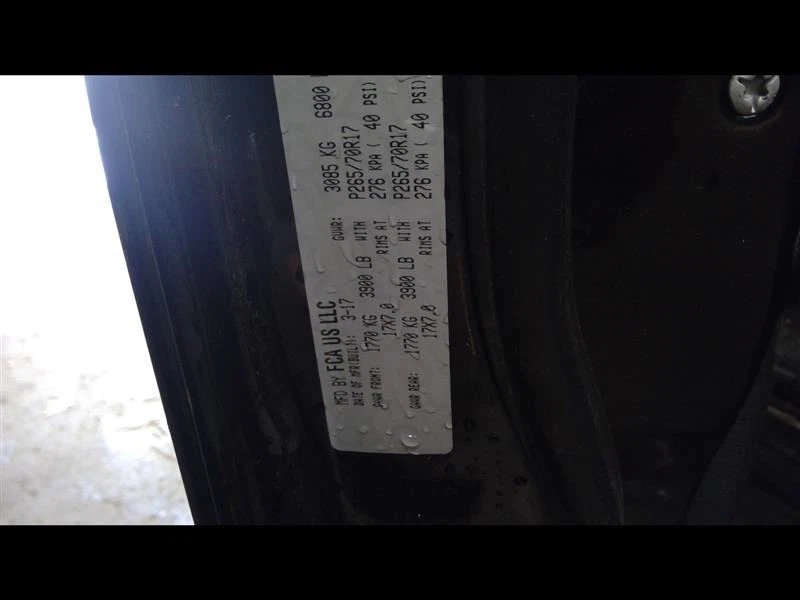 MFD BY FCA US LLC
DATE OF MFR(BUILT): 3-17 GVWR: 3085 KG 6800
GAWR FRONT: 1770 KG 3900 LB WITH P265/70R17
17X7.0 RIMS AT 276 KPA ( 40 PSI)
GAWR REAR: 1770 KG 3900 LB WITH P265/70R17
17X7.0 RIMS AT 276 KPA ( 40 PSI)